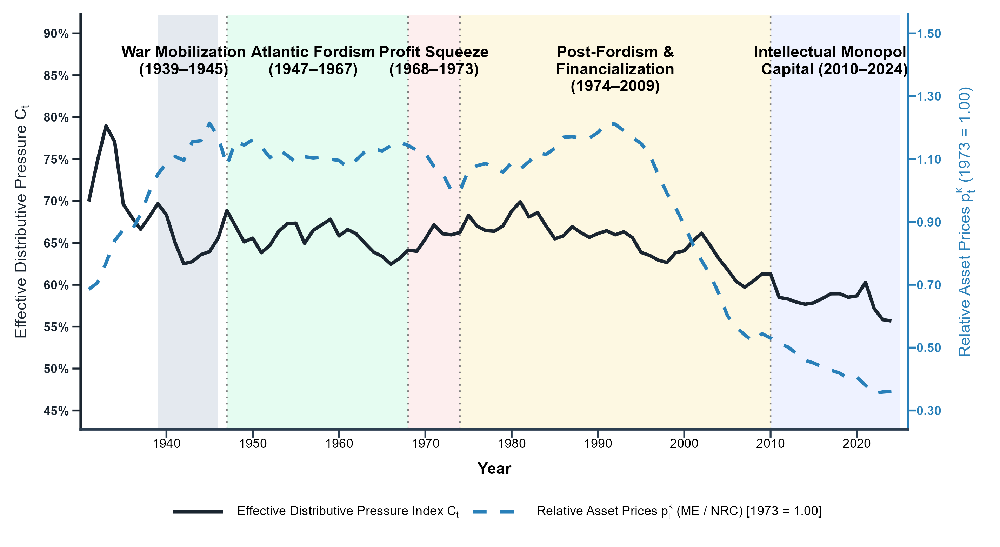 War Mobilization
(1939–1945)
Atlantic Fordism
(1947–1967)
Profit Squeeze
(1968–1973)
Post-Fordism &
Financialization
(1974–2009)
Intellectual Monopol
Capital (2010–2024)
Effective Distributive Pressure Cₜ
90%
85%
80%
75%
70%
65%
60%
55%
50%
45%
1.50
1.30
1.10
0.90
0.70
0.50
0.30
Relative Asset Prices pₜᴷ (1973 = 1.00)
1940 1950 1960 1970 1980 1990 2000 2010 2020
Year
Effective Distributive Pressure Index Cₜ
Relative Asset Prices pₜᴷ (ME / NRC) [1973 = 1.00]